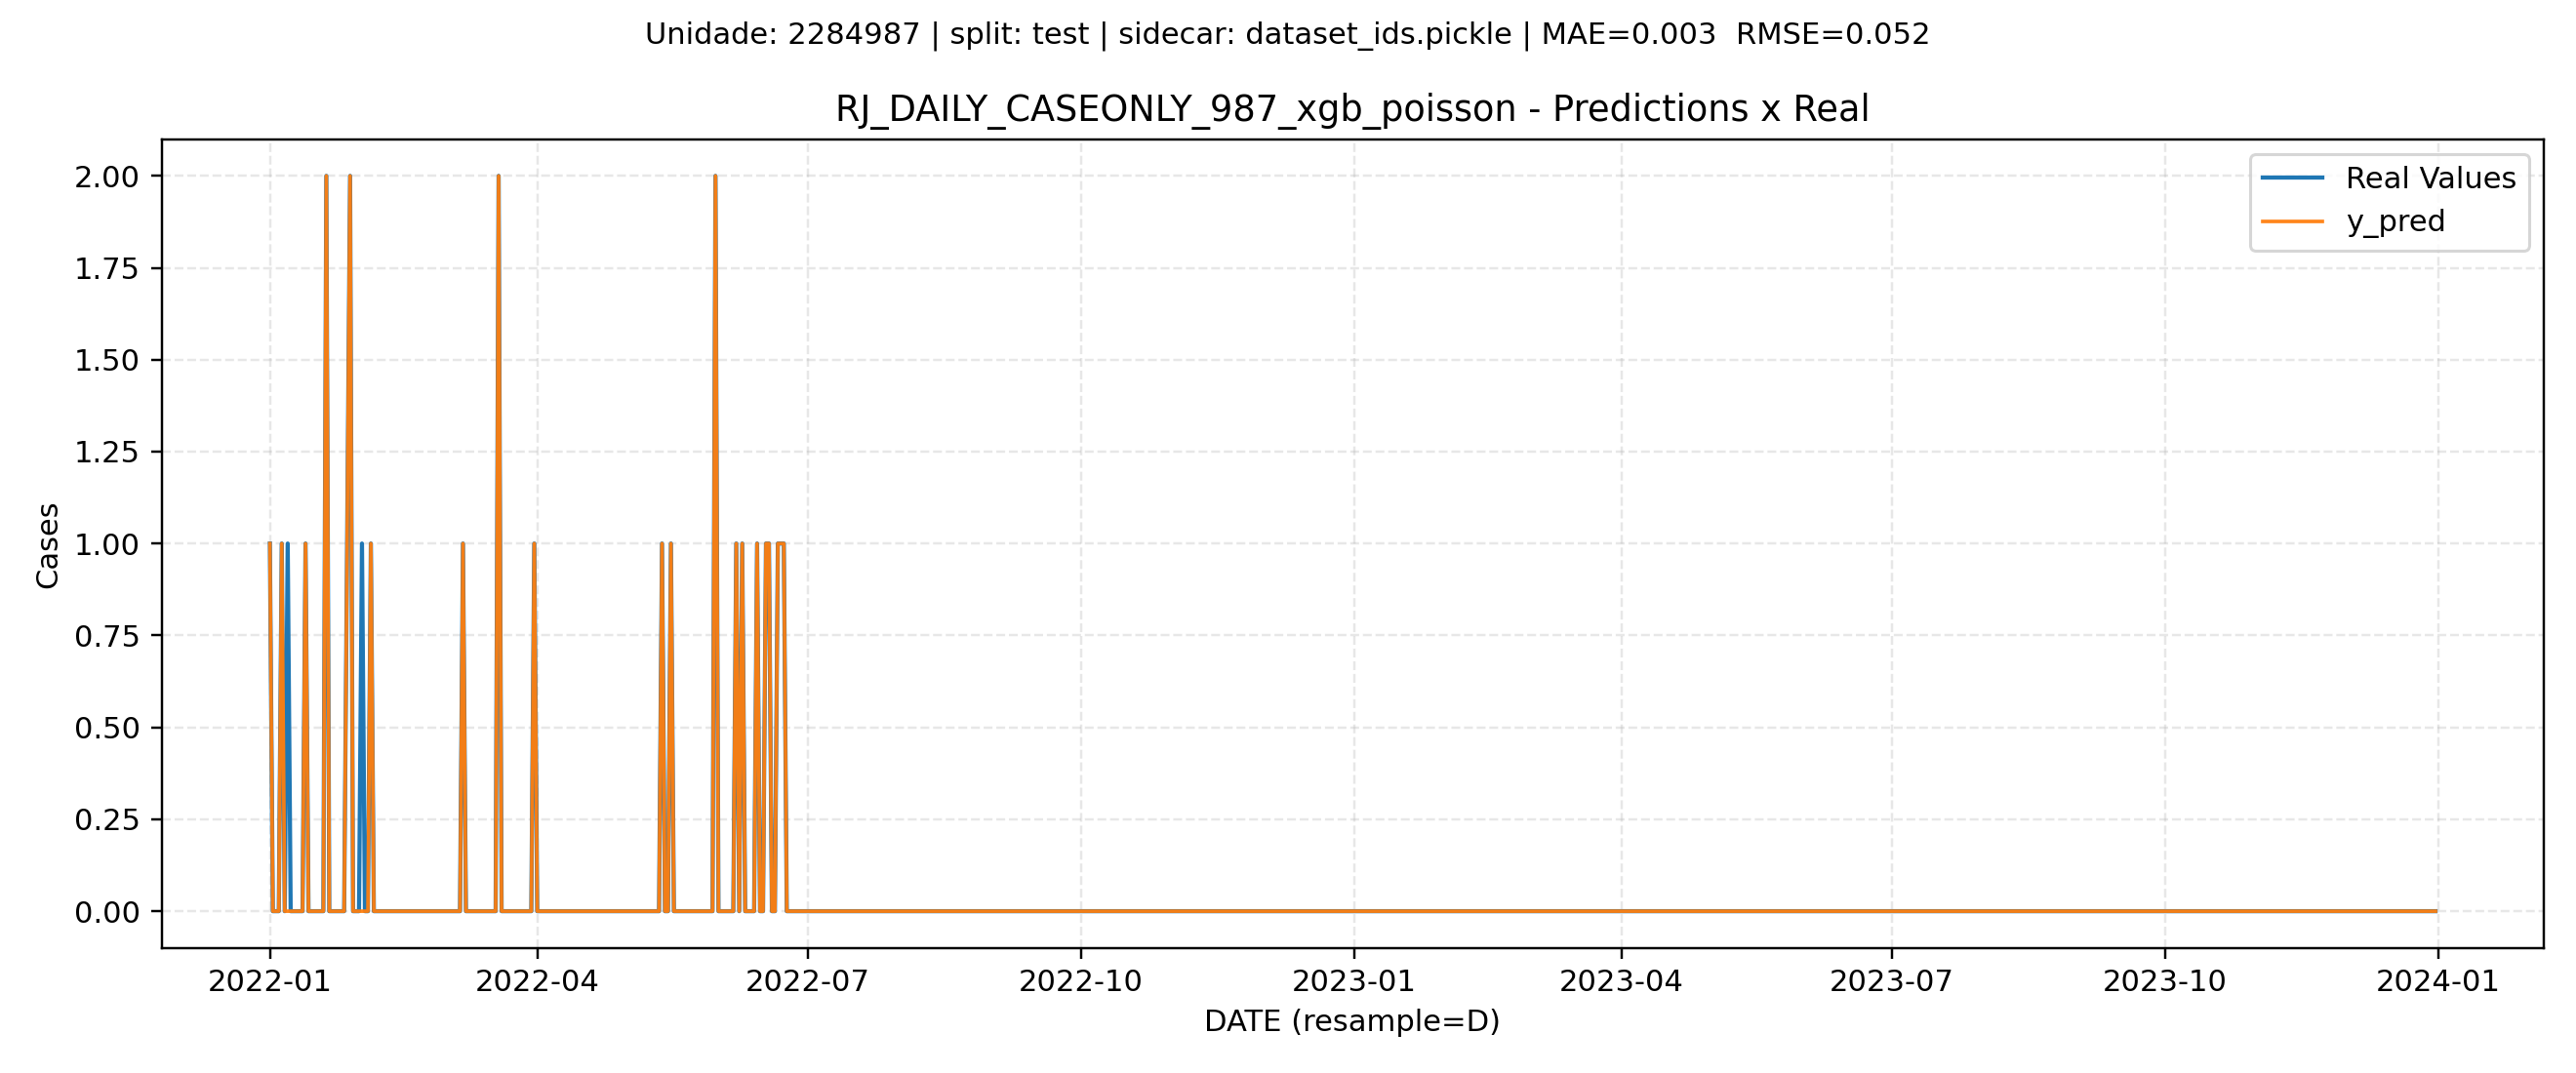 Unidade: 2284987 | split: test | sidecar: dataset_ids.pickle | MAE=0.003  RMSE=0.052
RJ_DAILY_CASEONLY_987_xgb_poisson - Predictions x Real
Real Values
y_pred
2.00
1.75
1.50
1.25
1.00
0.75
0.50
0.25
0.00
Cases
2022-01 2022-04 2022-07 2022-10 2023-01 2023-04 2023-07 2023-10 2024-01
DATE (resample=D)